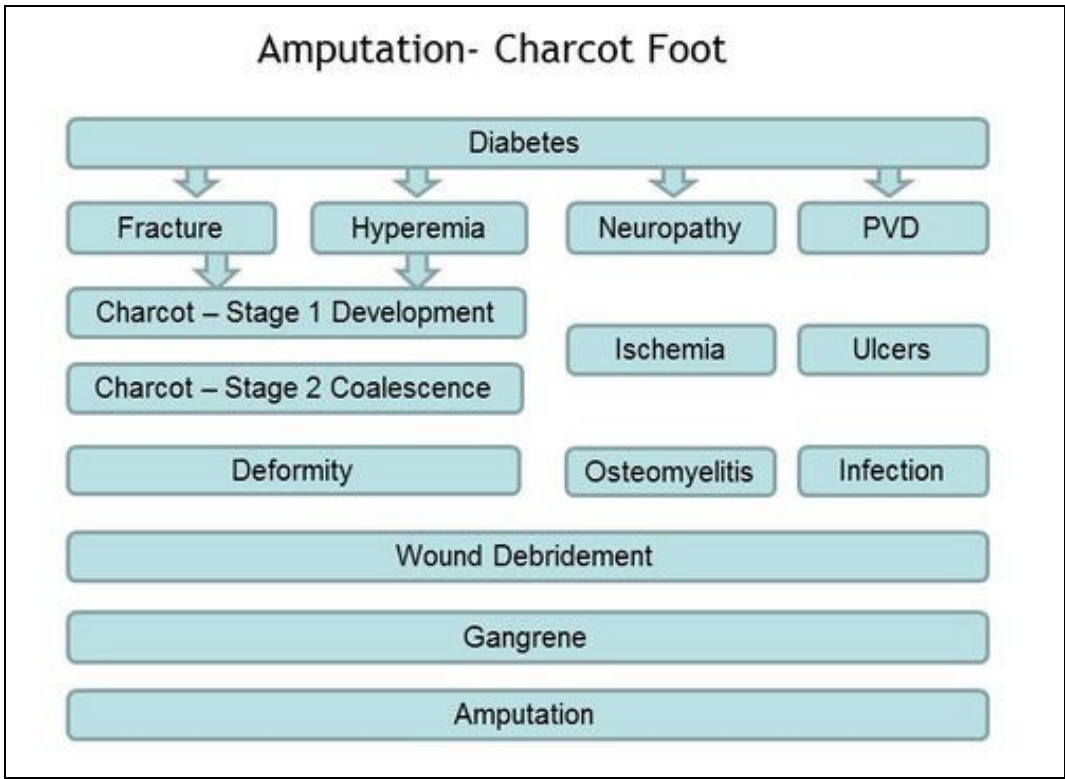 Amputation- Charcot Foot
Diabetes
Fracture
Hyperemia
Neuropathy
PVD
Charcot – Stage 1 Development
Ischemia
Ulcers
Charcot – Stage 2 Coalescence
Deformity
Osteomyelitis
Infection
Wound Debridement
Gangrene
Amputation